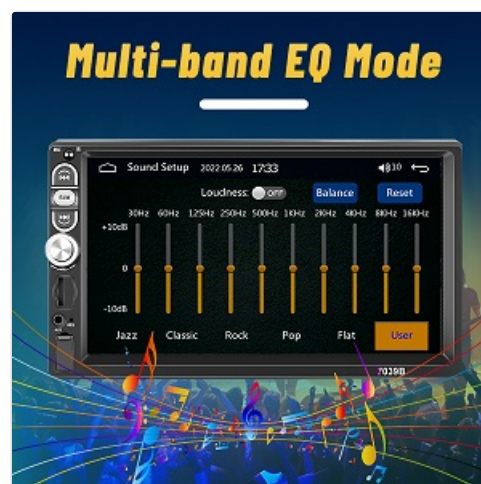 Multi-band EQ Mode
Sound Setup 2022.05.26 17:33 30
Loudness: OFF Balance Reset
30Hz 60Hz 125Hz 250Hz 500Hz 1KHz 2KHz 4KHz 8KHz 16KHz
+10dB
0
-10dB
Jazz Classic Rock Pop Flat User
7039B